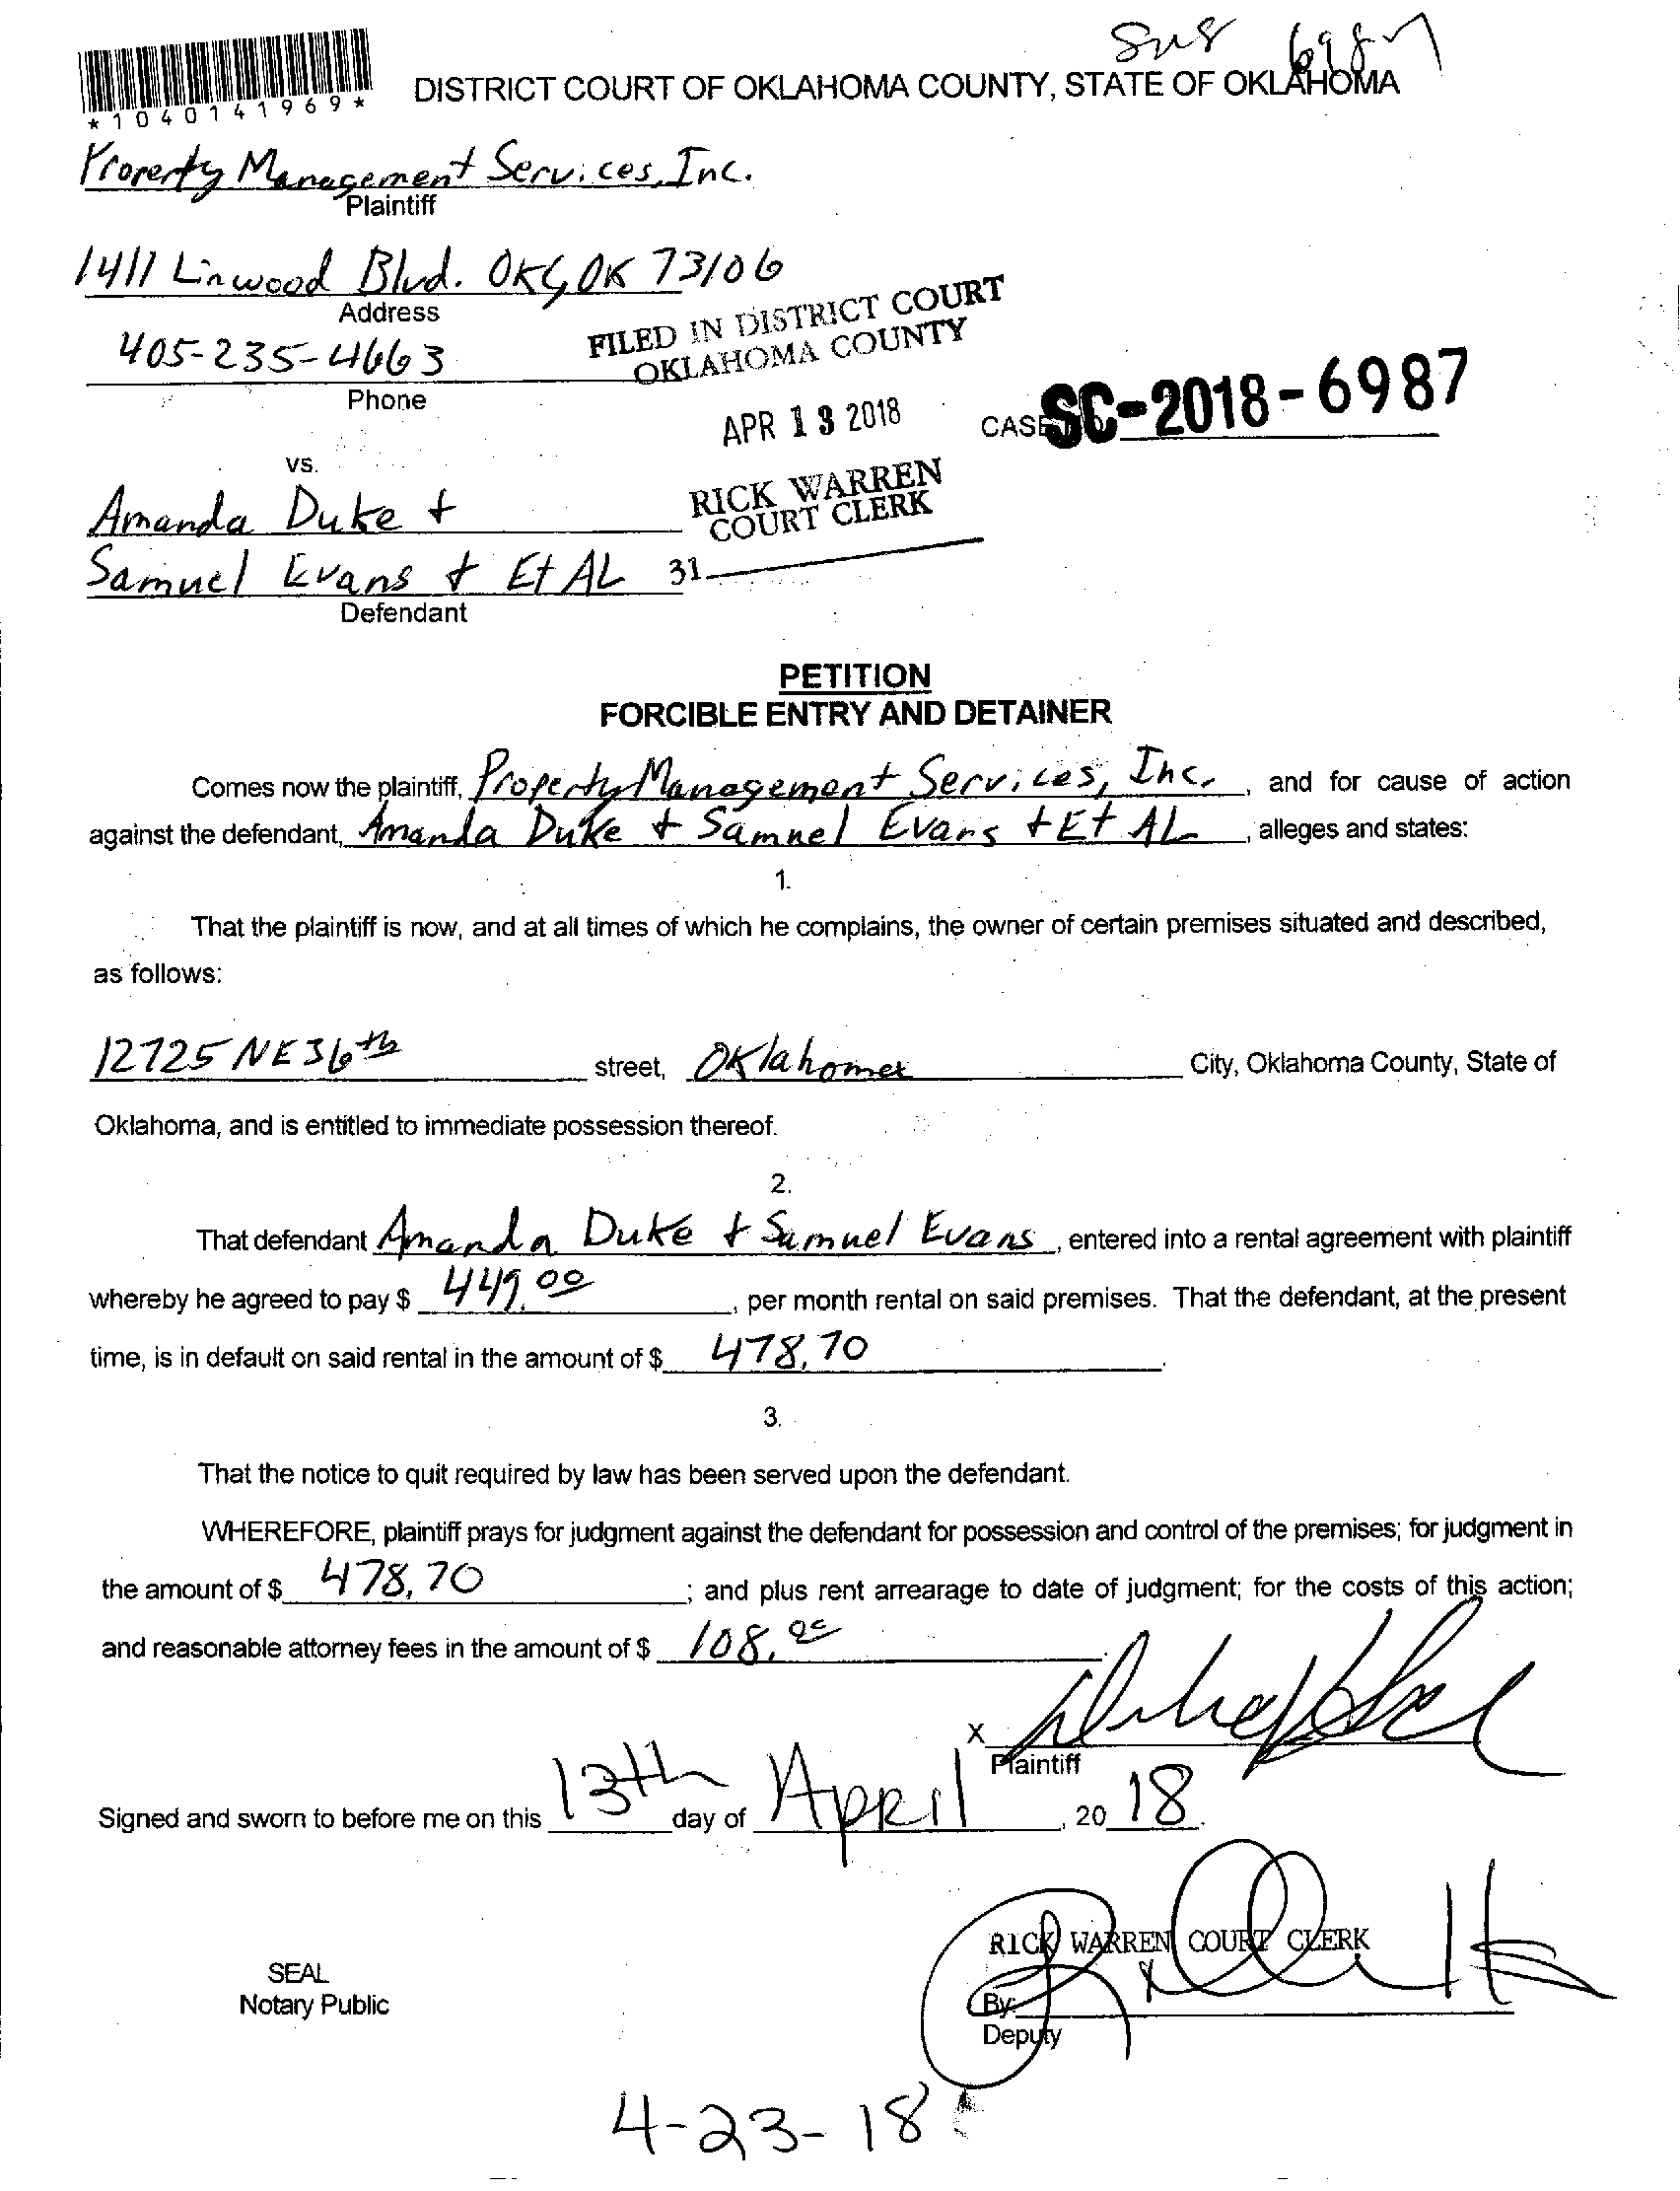 6987
*1040141969*
DISTRICT COURT OF OKLAHOMA COUNTY, STATE OF OKLAHOMA
Property Management Services, Inc.
Plaintiff
1411 Linwood Blvd. OKC, OK 73106
Address
405-235-4663
Phone
FILED IN DISTRICT COURT
OKLAHOMA COUNTY
APR 13 2018
RICK WARREN
COURT CLERK
31
CASE SC-2018-6987
vs.
Amanda Duke +
Samuel Evans + Et AL
Defendant
PETITION
FORCIBLE ENTRY AND DETAINER
Comes now the plaintiff, Property Management Services, Inc., and for cause of action
against the defendant, Amanda Duke + Samuel Evans + Et AL, alleges and states:
1.
That the plaintiff is now, and at all times of which he complains, the owner of certain premises situated and described,
as follows:
12725 NE 36th street, Oklahoma City, Oklahoma County, State of
Oklahoma, and is entitled to immediate possession thereof.
2.
That defendant Amanda Duke + Samuel Evans, entered into a rental agreement with plaintiff
whereby he agreed to pay $ 449.00, per month rental on said premises. That the defendant, at the present
time, is in default on said rental in the amount of $ 478.70.
3.
That the notice to quit required by law has been served upon the defendant.
WHEREFORE, plaintiff prays for judgment against the defendant for possession and control of the premises; for judgment in
the amount of $ 478.70; and plus rent arrearage to date of judgment; for the costs of this action;
and reasonable attorney fees in the amount of $ 108.00.
X
Plaintiff
Signed and sworn to before me on this 13th day of April, 2018.
RICK WARREN COURT CLERK
SEAL
Notary Public
By:
Deputy
4-23-18